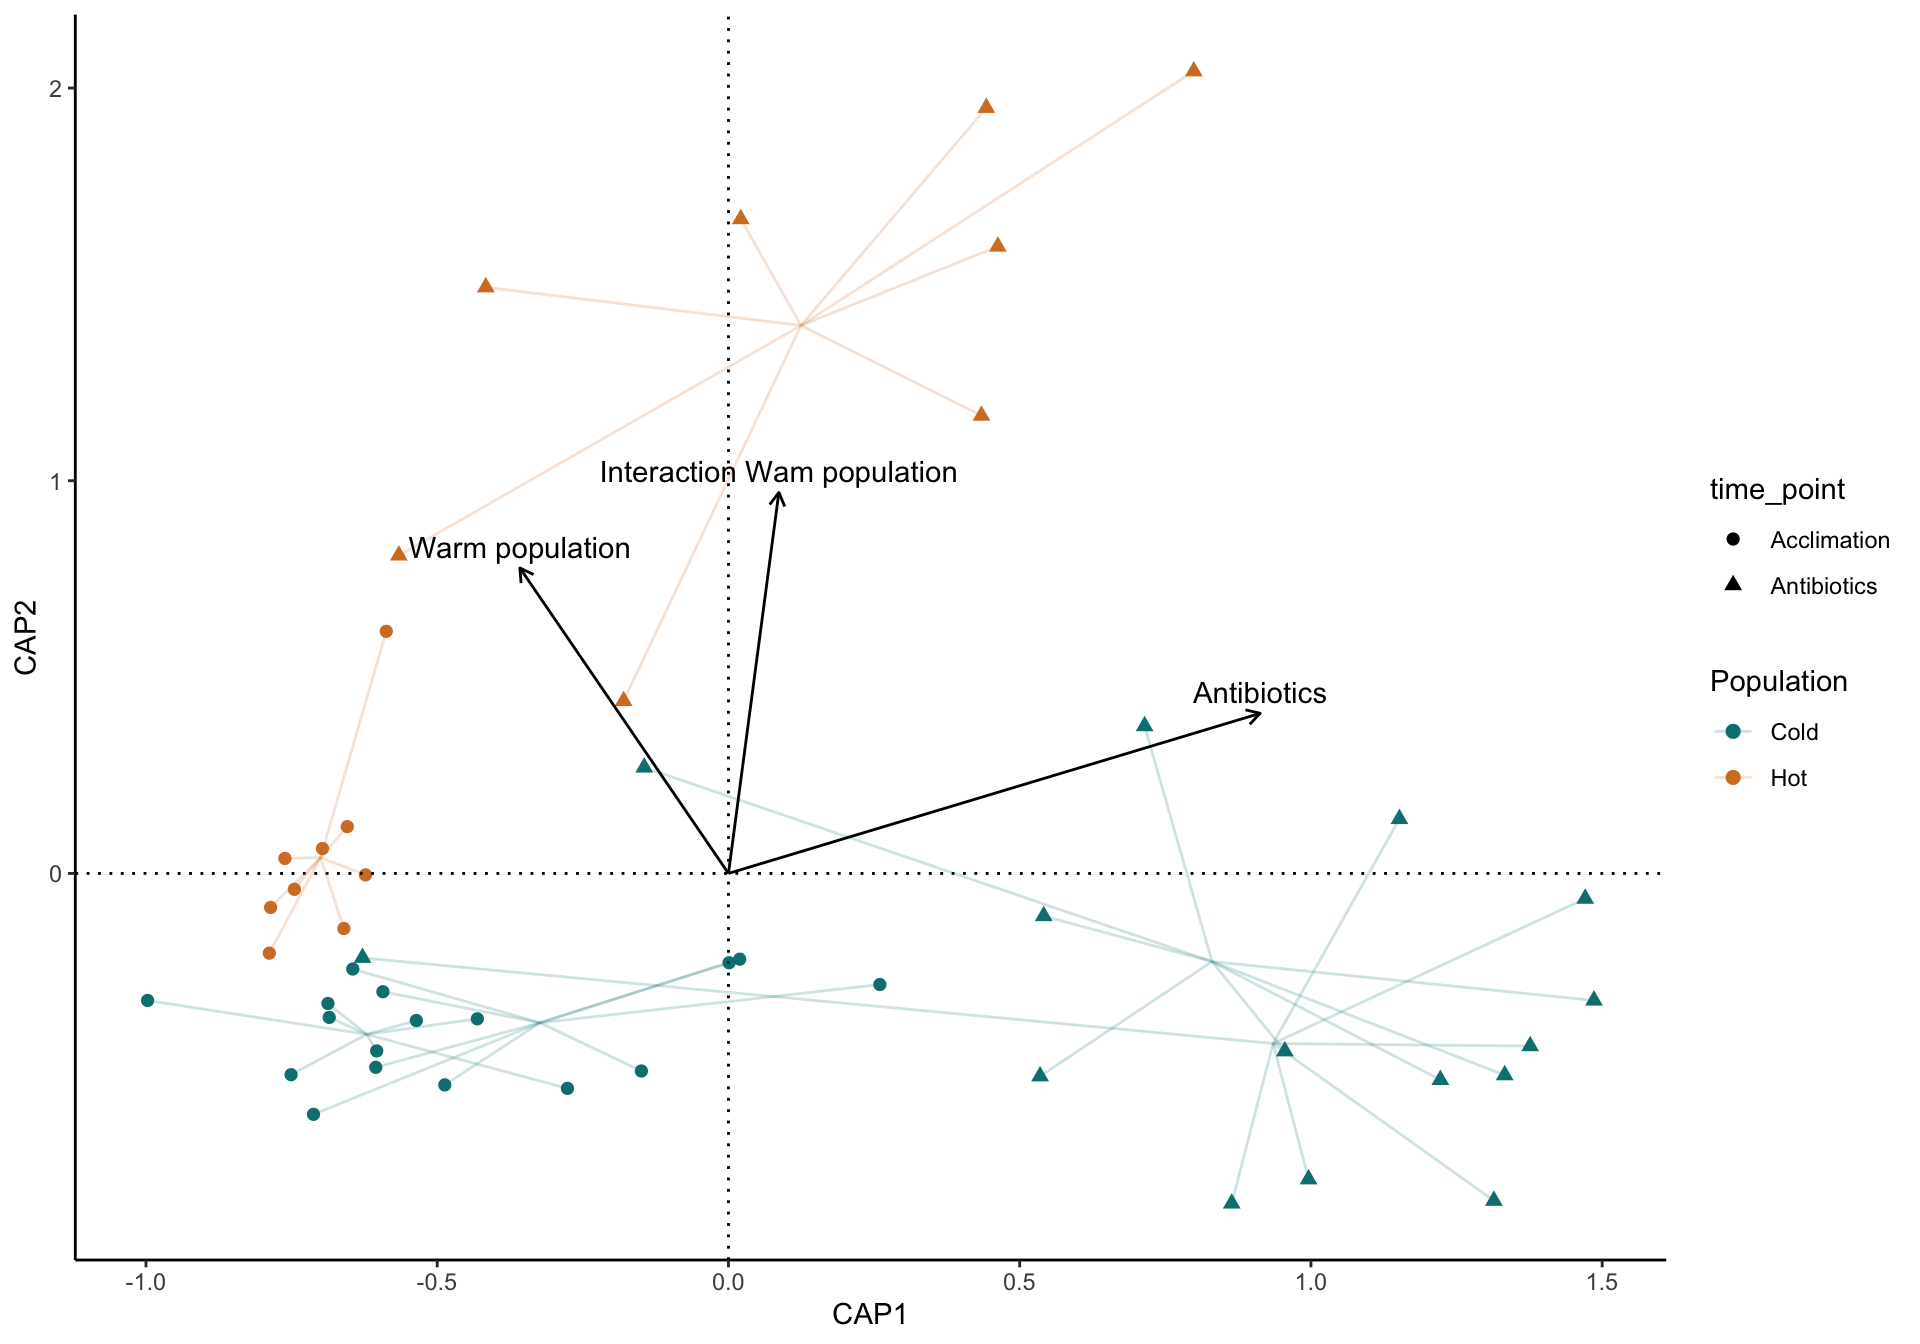 2
1
0
CAP2
Interaction Wam population
Warm population
Antibiotics
-1.0 -0.5 0.0 0.5 1.0 1.5
CAP1
time_point
Acclimation
Antibiotics
Population
Cold
Hot